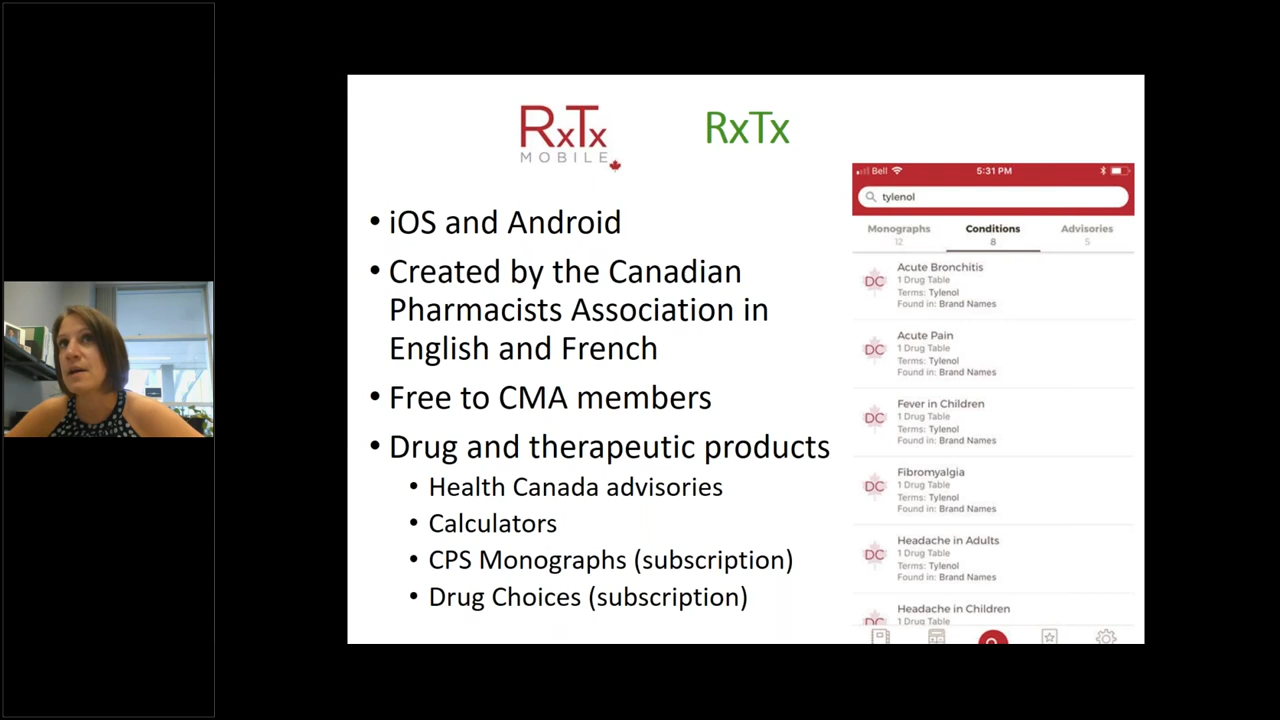 RxTx
MOBILE
RxTx
• iOS and Android
• Created by the Canadian
Pharmacists Association in
English and French
• Free to CMA members
• Drug and therapeutic products
• Health Canada advisories
• Calculators
• CPS Monographs (subscription)
• Drug Choices (subscription)
Bell 5:31 PM
tylenol
Monographs Conditions Advisories
12 8 5
DC
Acute Bronchitis
1 Drug Table
Terms: Tylenol
Found in: Brand Names
DC
Acute Pain
1 Drug Table
Terms: Tylenol
Found in: Brand Names
DC
Fever in Children
1 Drug Table
Terms: Tylenol
Found in: Brand Names
DC
Fibromyalgia
1 Drug Table
Terms: Tylenol
Found in: Brand Names
DC
Headache in Adults
1 Drug Table
Terms: Tylenol
Found in: Brand Names
DC
Headache in Children
1 Drug Table